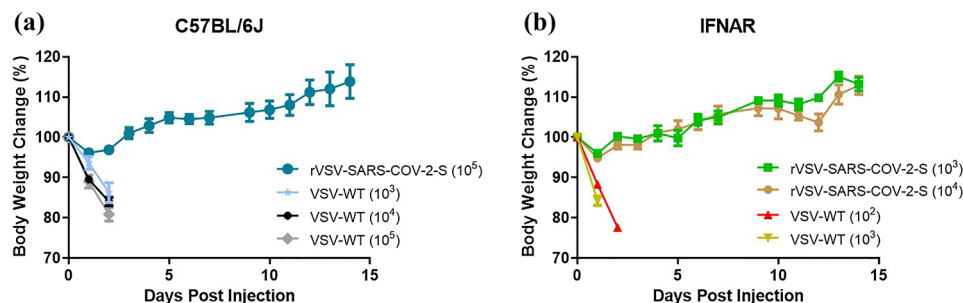 (a)
C57BL/6J
Body Weight Change (%)
120
110
100
90
80
70
0
5
10
15
Days Post Injection
rVSV-SARS-COV-2-S (10⁵)
VSV-WT (10³)
VSV-WT (10⁴)
VSV-WT (10⁵)
(b)
IFNAR
Body Weight Change (%)
120
110
100
90
80
70
0
5
10
15
Days Post Injection
rVSV-SARS-COV-2-S (10³)
rVSV-SARS-COV-2-S (10⁴)
VSV-WT (10²)
VSV-WT (10³)